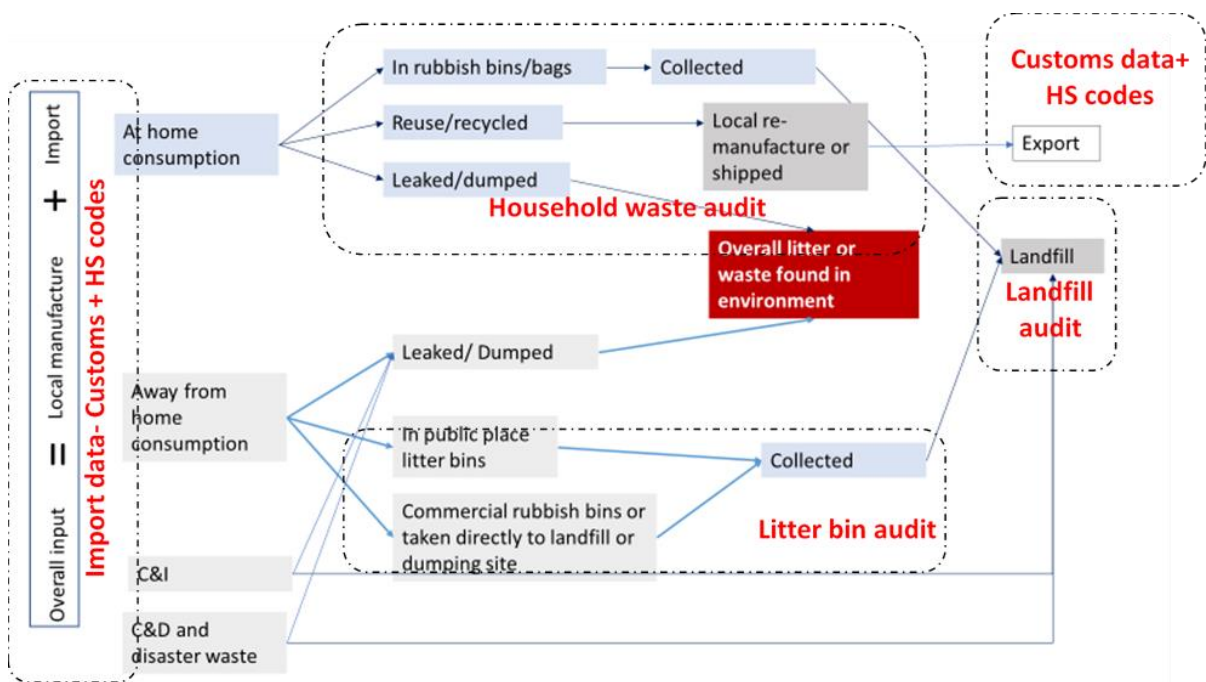 Overall input = Local manufacture + Import
Import data- Customs + HS codes
At home
consumption
In rubbish bins/bags
Collected
Reuse/recycled
Local re-
manufacture or
shipped
Leaked/dumped
Household waste audit
Customs data+
HS codes
Export
Overall litter or
waste found in
environment
Landfill
Landfill
audit
Leaked/ Dumped
Away from
home
consumption
In public place
litter bins
Collected
Commercial rubbish bins or
taken directly to landfill or
dumping site
Litter bin audit
C&I
C&D and
disaster waste